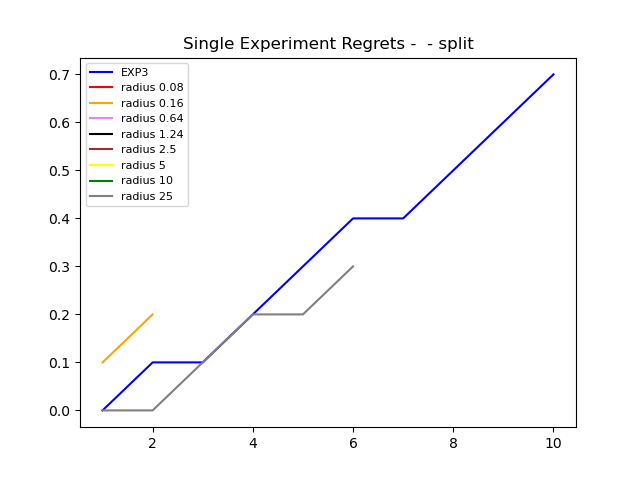 Single Experiment Regrets -  - split
EXP3
radius 0.08
radius 0.16
radius 0.64
radius 1.24
radius 2.5
radius 5
radius 10
radius 25
0.7
0.6
0.5
0.4
0.3
0.2
0.1
0.0
2 4 6 8 10